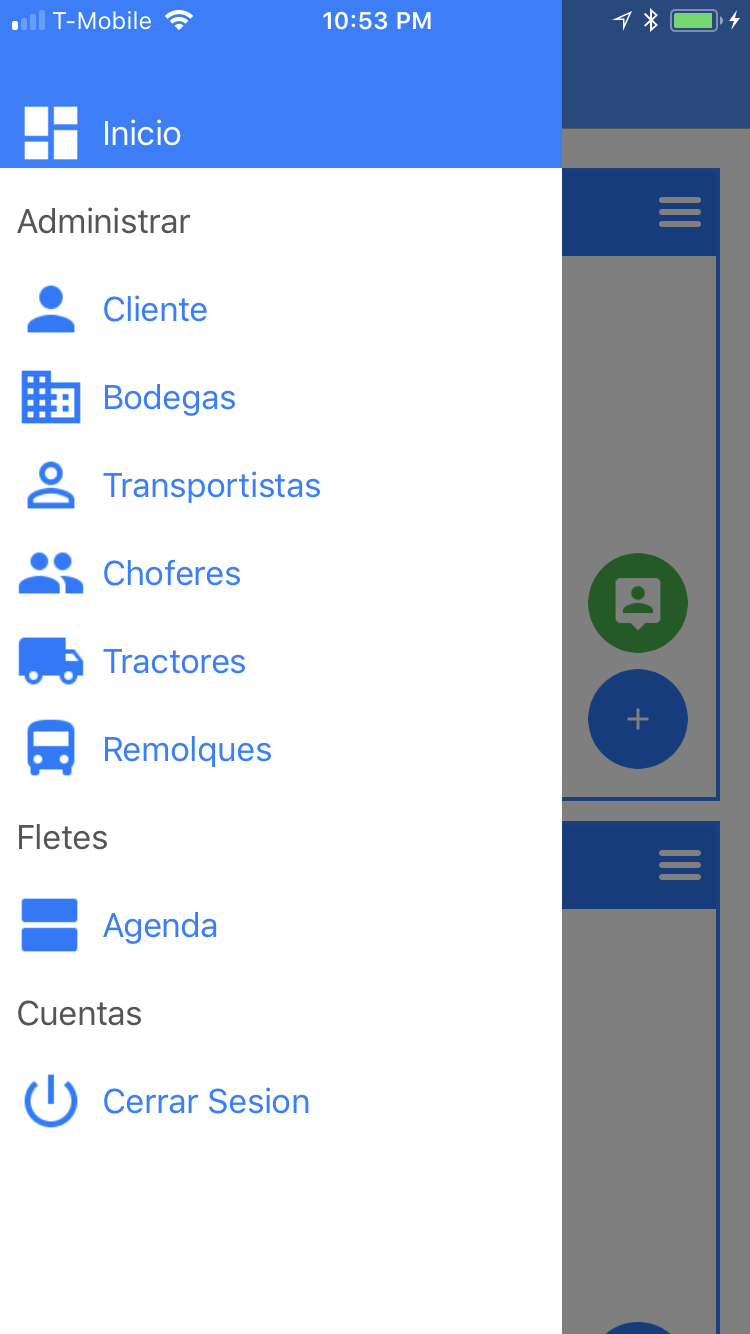 T-Mobile 10:53 PM
Inicio
Administrar
Cliente
Bodegas
Transportistas
Choferes
Tractores
Remolques
Fletes
Agenda
Cuentas
Cerrar Sesion